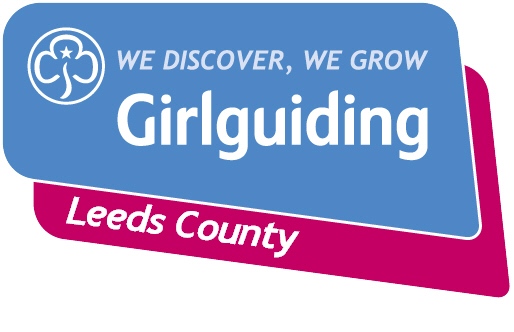 WE DISCOVER, WE GROW
Girlguiding
Leeds County